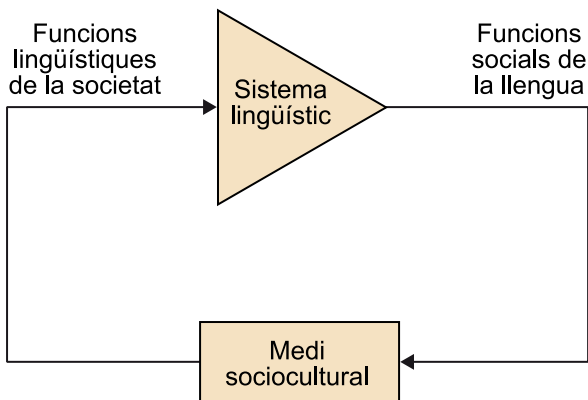 Funcions
lingüístiques
de la societat
Sistema
lingüístic
Funcions
socials de
la llengua
Medi
sociocultural